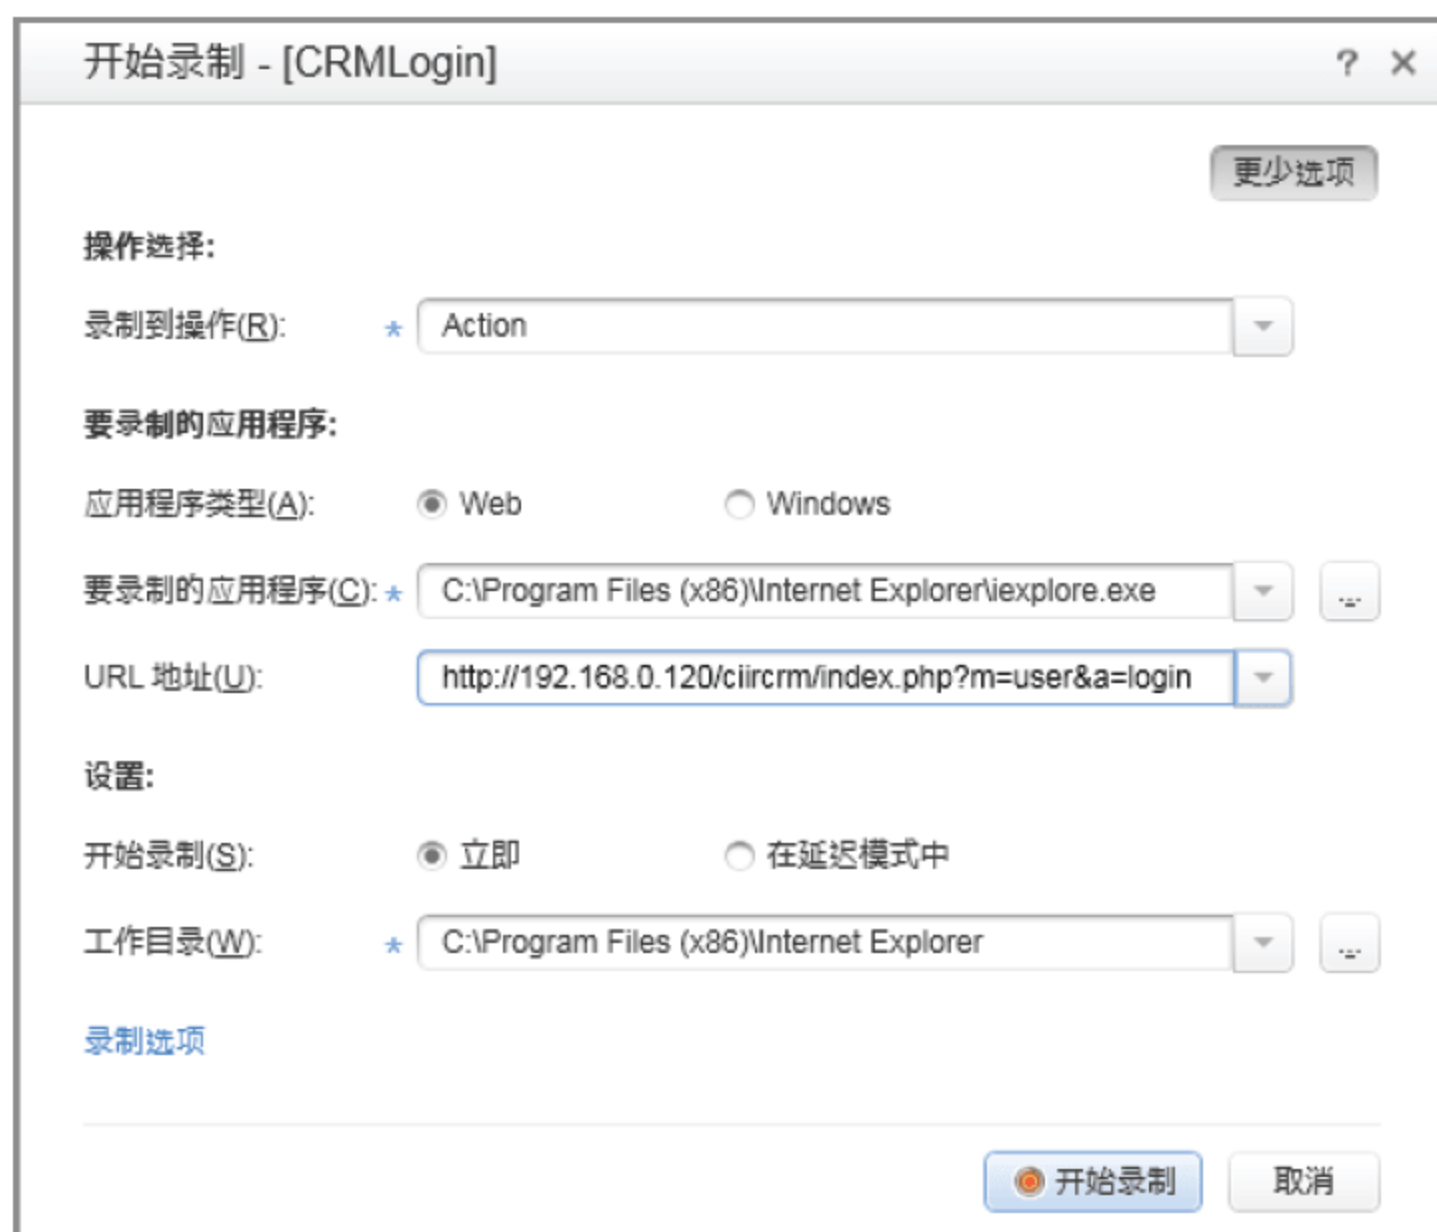 开始录制 - [CRMLogin]
? ×
更少选项
操作选择:
录制到操作(R): * Action
要录制的应用程序:
应用程序类型(A): Web Windows
要录制的应用程序(C): * C:\Program Files (x86)\Internet Explorer\iexplore.exe ...
URL 地址(U): http://192.168.0.120/ciircrm/index.php?m=user&a=login
设置:
开始录制(S): 立即 在延迟模式中
工作目录(W): * C:\Program Files (x86)\Internet Explorer ...
录制选项
开始录制 取消